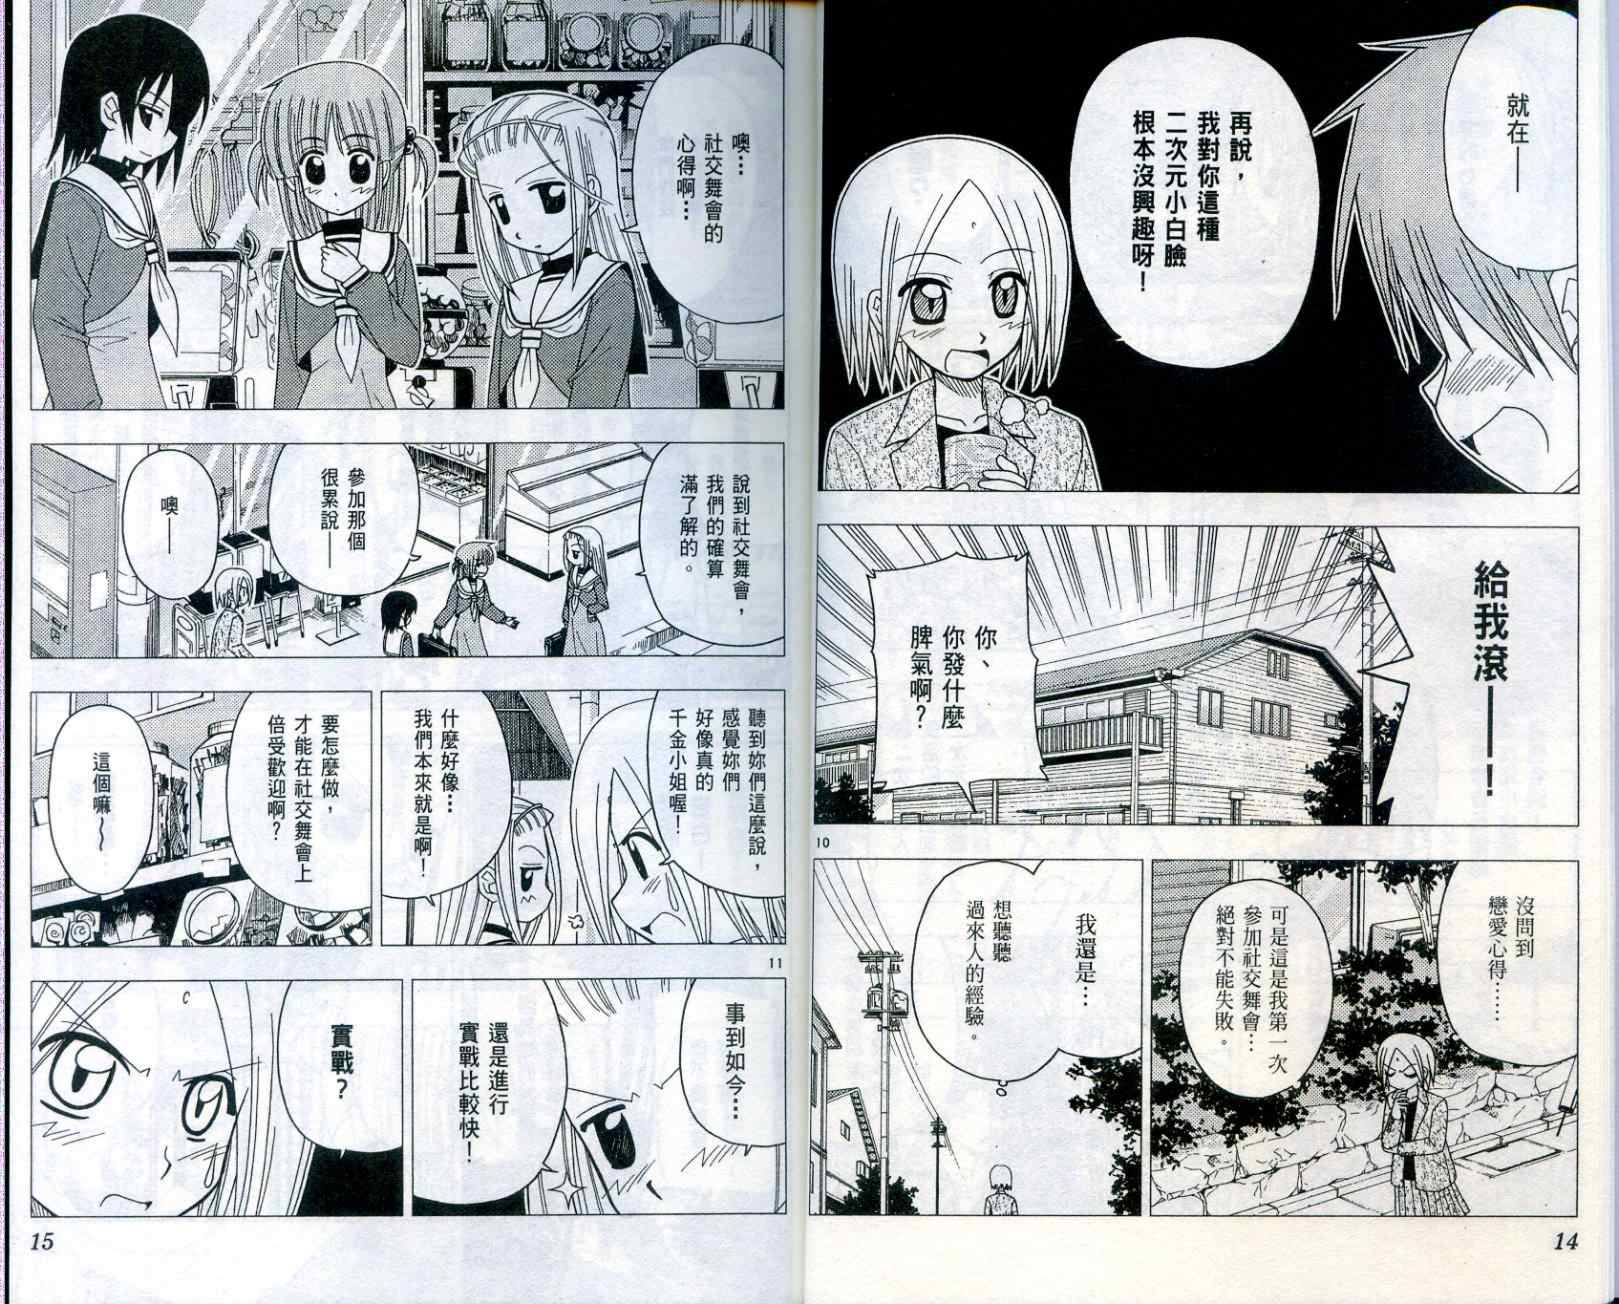 就在——
再說，
我對你這種
二次元小白臉
根本沒興趣呀！
給我滾——！
你、
你發什麼
脾氣啊？
10
沒問到
戀愛心得……
可是這是我第一次
參加社交舞會…
絕對不能失敗。
我還是…
想聽聽
過來人的經驗。
14
噢…
社交舞會的
心得啊…
說到社交舞會，
我們的確算
滿了解的。
參加那個
很累說——
噢——
聽到妳們這麼說，
感覺妳們
好像真的
千金小姐喔！
什麼好像…
我們本來就是啊！
要怎麼做，
才能在社交舞會上
倍受歡迎啊？
這個嘛～
11
事到如今…
還是進行
實戰比較快！
實戰？
15